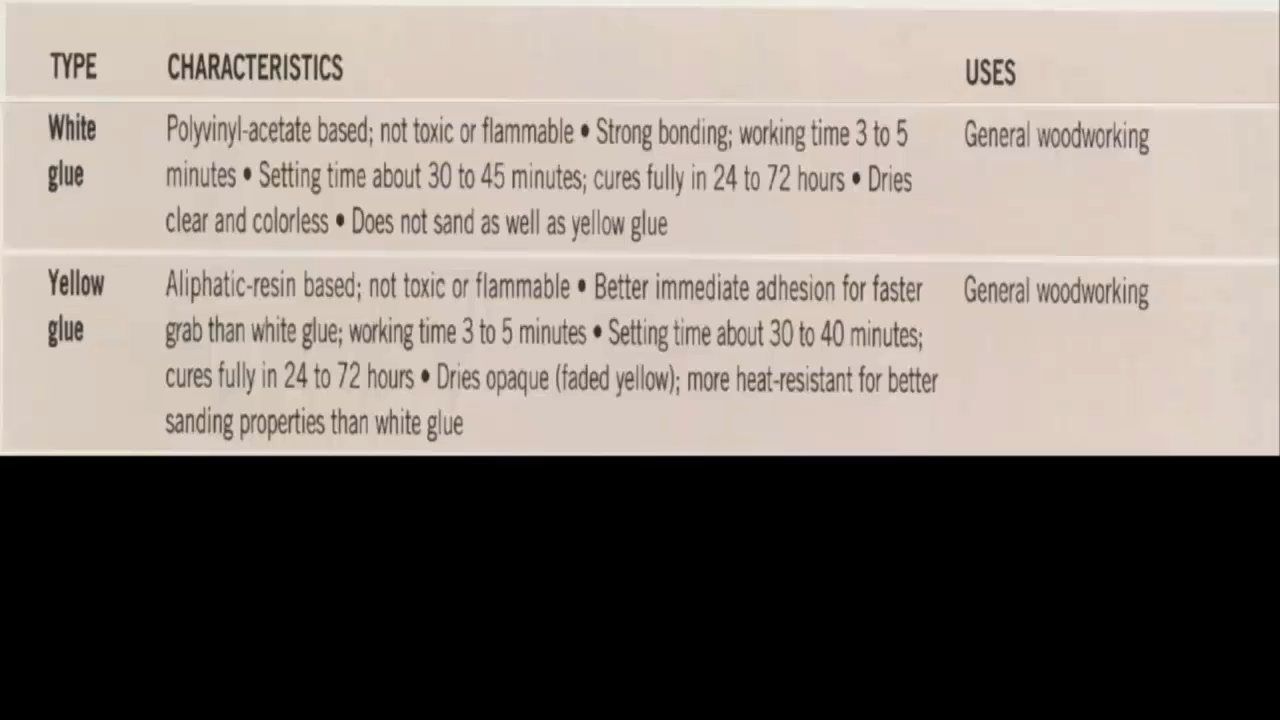 TYPE CHARACTERISTICS USES
White glue Polyvinyl-acetate based; not toxic or flammable • Strong bonding; working time 3 to 5 General woodworking
minutes • Setting time about 30 to 45 minutes; cures fully in 24 to 72 hours • Dries
clear and colorless • Does not sand as well as yellow glue
Yellow glue Aliphatic-resin based; not toxic or flammable • Better immediate adhesion for faster General woodworking
grab than white glue; working time 3 to 5 minutes • Setting time about 30 to 40 minutes;
cures fully in 24 to 72 hours • Dries opaque (faded yellow); more heat-resistant for better
sanding properties than white glue